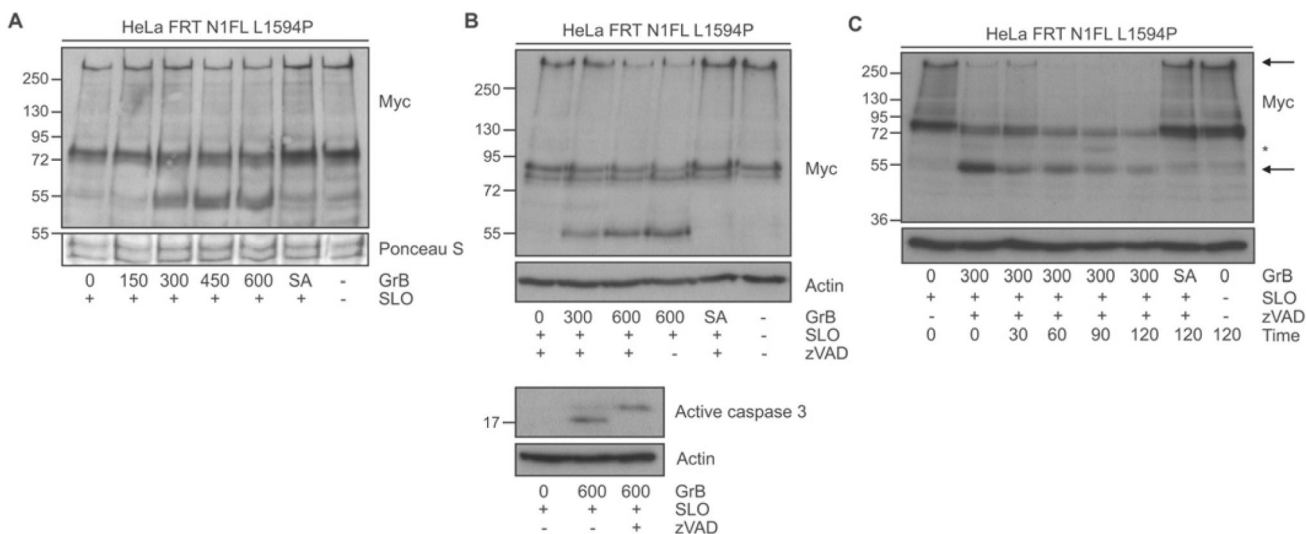 A
HeLa FRT N1FL L1594P
250
130
95
72
55
Myc
55
Ponceau S
0 150 300 450 600 SA - GrB
+ + + + + + - SLO
B
HeLa FRT N1FL L1594P
250
130
95
72
55
Myc
Actin
0 300 600 600 SA - GrB
+ + + + + - SLO
+ + + - + - zVAD
17
Active caspase 3
Actin
0 600 600 GrB
+ + + SLO
- - + zVAD
C
HeLa FRT N1FL L1594P
250
130
95
72
55
36
Myc
*
0 300 300 300 300 300 SA 0 GrB
+ + + + + + + - SLO
- + + + + + + - zVAD
0 0 30 60 90 120 120 120 Time